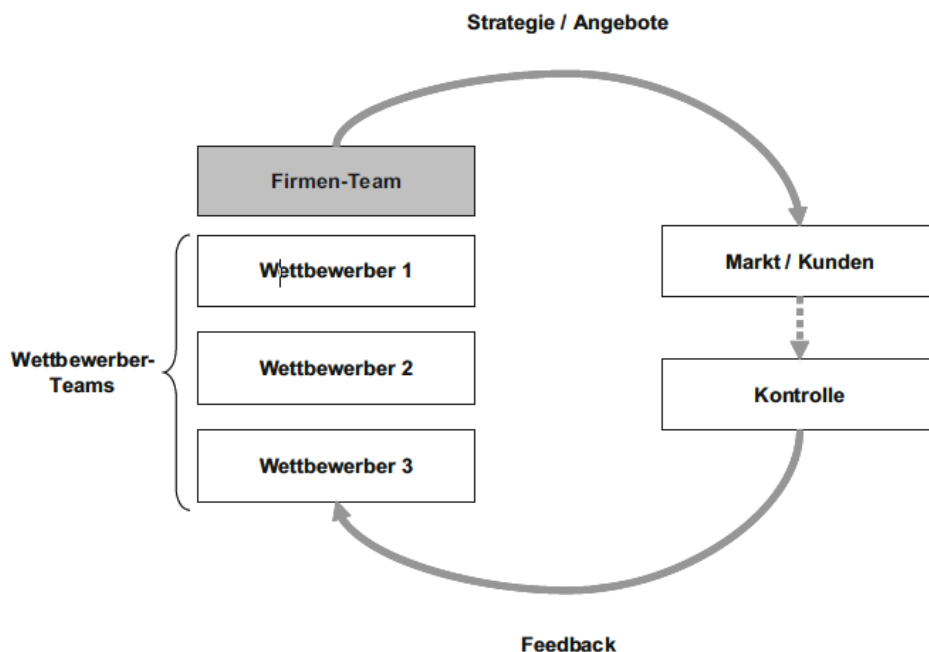 Strategie / Angebote
Firmen-Team
Wettbewerber 1
Wettbewerber 2
Wettbewerber 3
Wettbewerber-
Teams
Markt / Kunden
Kontrolle
Feedback